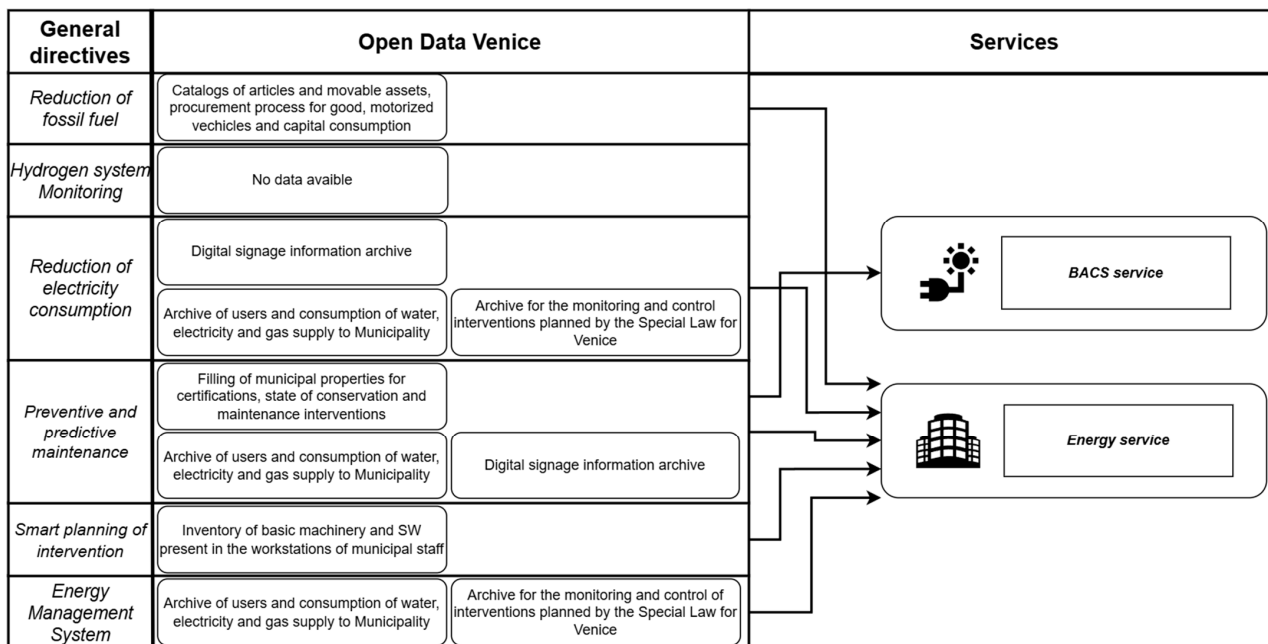 General
directives
Open Data Venice
Services
Reduction of
fossil fuel
Catalogs of articles and movable assets,
procurement process for good, motorized
vechicles and capital consumption
Hydrogen system
Monitoring
No data avaible
Reduction of
electricity
consumption
Digital signage information archive
Archive of users and consumption of water,
electricity and gas supply to Municipality
Archive for the monitoring and control
interventions planned by the Special Law for
Venice
BACS service
Preventive and
predictive
maintenance
Filling of municipal properties for
certifications, state of conservation and
maintenance interventions
Archive of users and consumption of water,
electricity and gas supply to Municipality
Digital signage information archive
Energy service
Smart planning of
intervention
Inventory of basic machinery and SW
present in the workstations of municipal staff
Energy
Management
System
Archive of users and consumption of water,
electricity and gas supply to Municipality
Archive for the monitoring and control of
interventions planned by the Special Law for
Venice